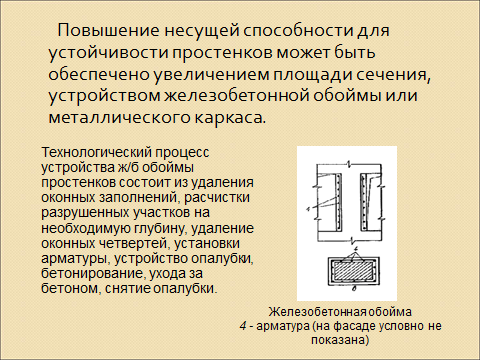 Повышение несущей способности для
устойчивости простенков может быть
обеспечено увеличением площади сечения,
устройством железобетонной обоймы или
металлического каркаса.
Технологический процесс
устройства ж/б обоймы
простенков состоит из удаления
оконных заполнений, расчистки
разрушенных участков на
необходимую глубину, удаление
оконных четвертей, установки
арматуры, устройство опалубки,
бетонирование, ухода за
бетоном, снятие опалубки.
4
4
в
Железобетонная обойма
4 - арматура (на фасаде условно не
показана)